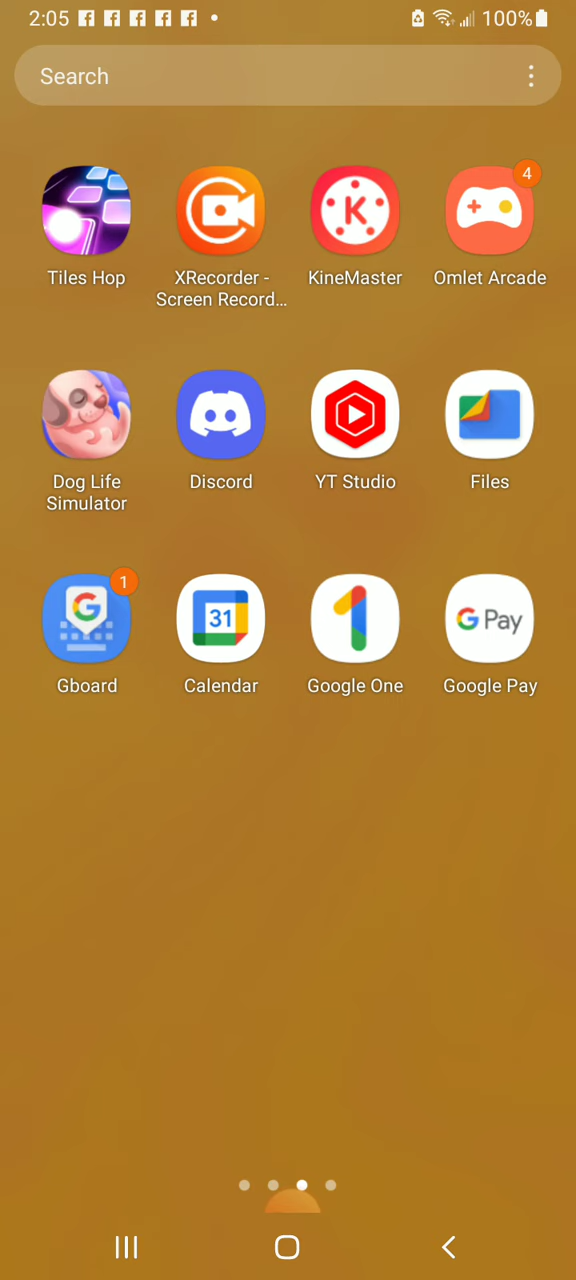 2:05
100%
Search
4
Tiles Hop
XRecorder -
Screen Record...
KineMaster
Omlet Arcade
Dog Life
Simulator
Discord
YT Studio
Files
1
31
G Pay
Gboard
Calendar
Google One
Google Pay